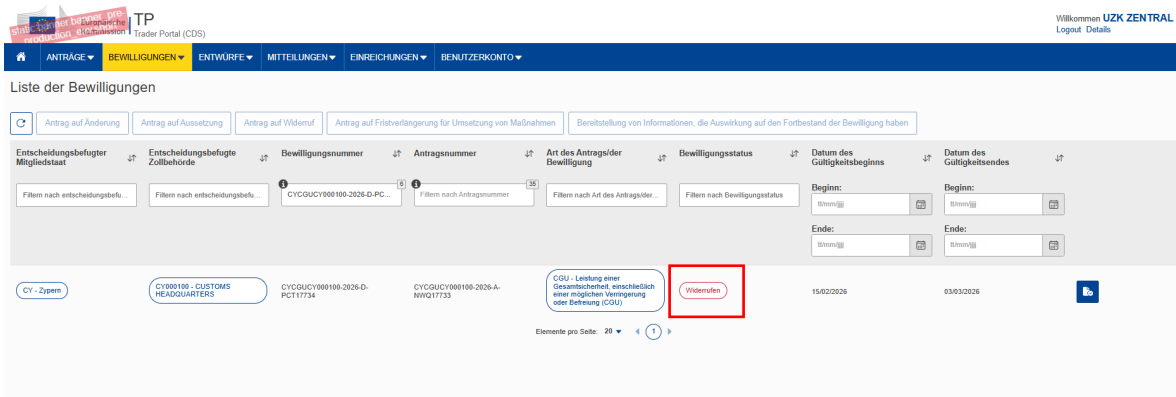 static banner banner_pre-
production_e
Europäische
Kommission
TP
Trader Portal (CDS)
Willkommen UZK ZENTRAL
Logout Details
ANTRÄGE BEWILLIGUNGEN ENTWÜRFE MITTEILUNGEN EINREICHUNGEN BENUTZERKONTO
Liste der Bewilligungen
Antrag auf Änderung Antrag auf Aussetzung Antrag auf Widerruf Antrag auf Fristverlängerung für Umsetzung von Maßnahmen Bereitstellung von Informationen, die Auswirkung auf den Fortbestand der Bewilligung haben
Entscheidungsbefugter Mitgliedstaat
Entscheidungsbefugte Zollbehörde
Bewilligungsnummer
Antragsnummer
Art des Antrags/der Bewilligung
Bewilligungsstatus
Datum des Gültigkeitsbeginns
Datum des Gültigkeitsendes
Filtern nach entscheidungsbefu...
Filtern nach entscheidungsbefu...
CYCGUCY000100-2026-D-PC... 6
Filtern nach Antragsnummer 35
Filtern nach Art des Antrags/der...
Filtern nach Bewilligungsstatus
Beginn:
tt/mm/jjjj
Ende:
tt/mm/jjjj
Beginn:
tt/mm/jjjj
Ende:
tt/mm/jjjj
CY - Zypern
CY000100 - CUSTOMS
HEADQUARTERS
CYCGUCY000100-2026-D-
PCT17734
CYCGUCY000100-2026-A-
NWQ17733
CGU - Leistung einer
Gesamtsicherheit, einschließlich
einer möglichen Verringerung
oder Befreiung (CGU)
Widerrufen
15/02/2026
03/03/2026
Elemente pro Seite: 20 1